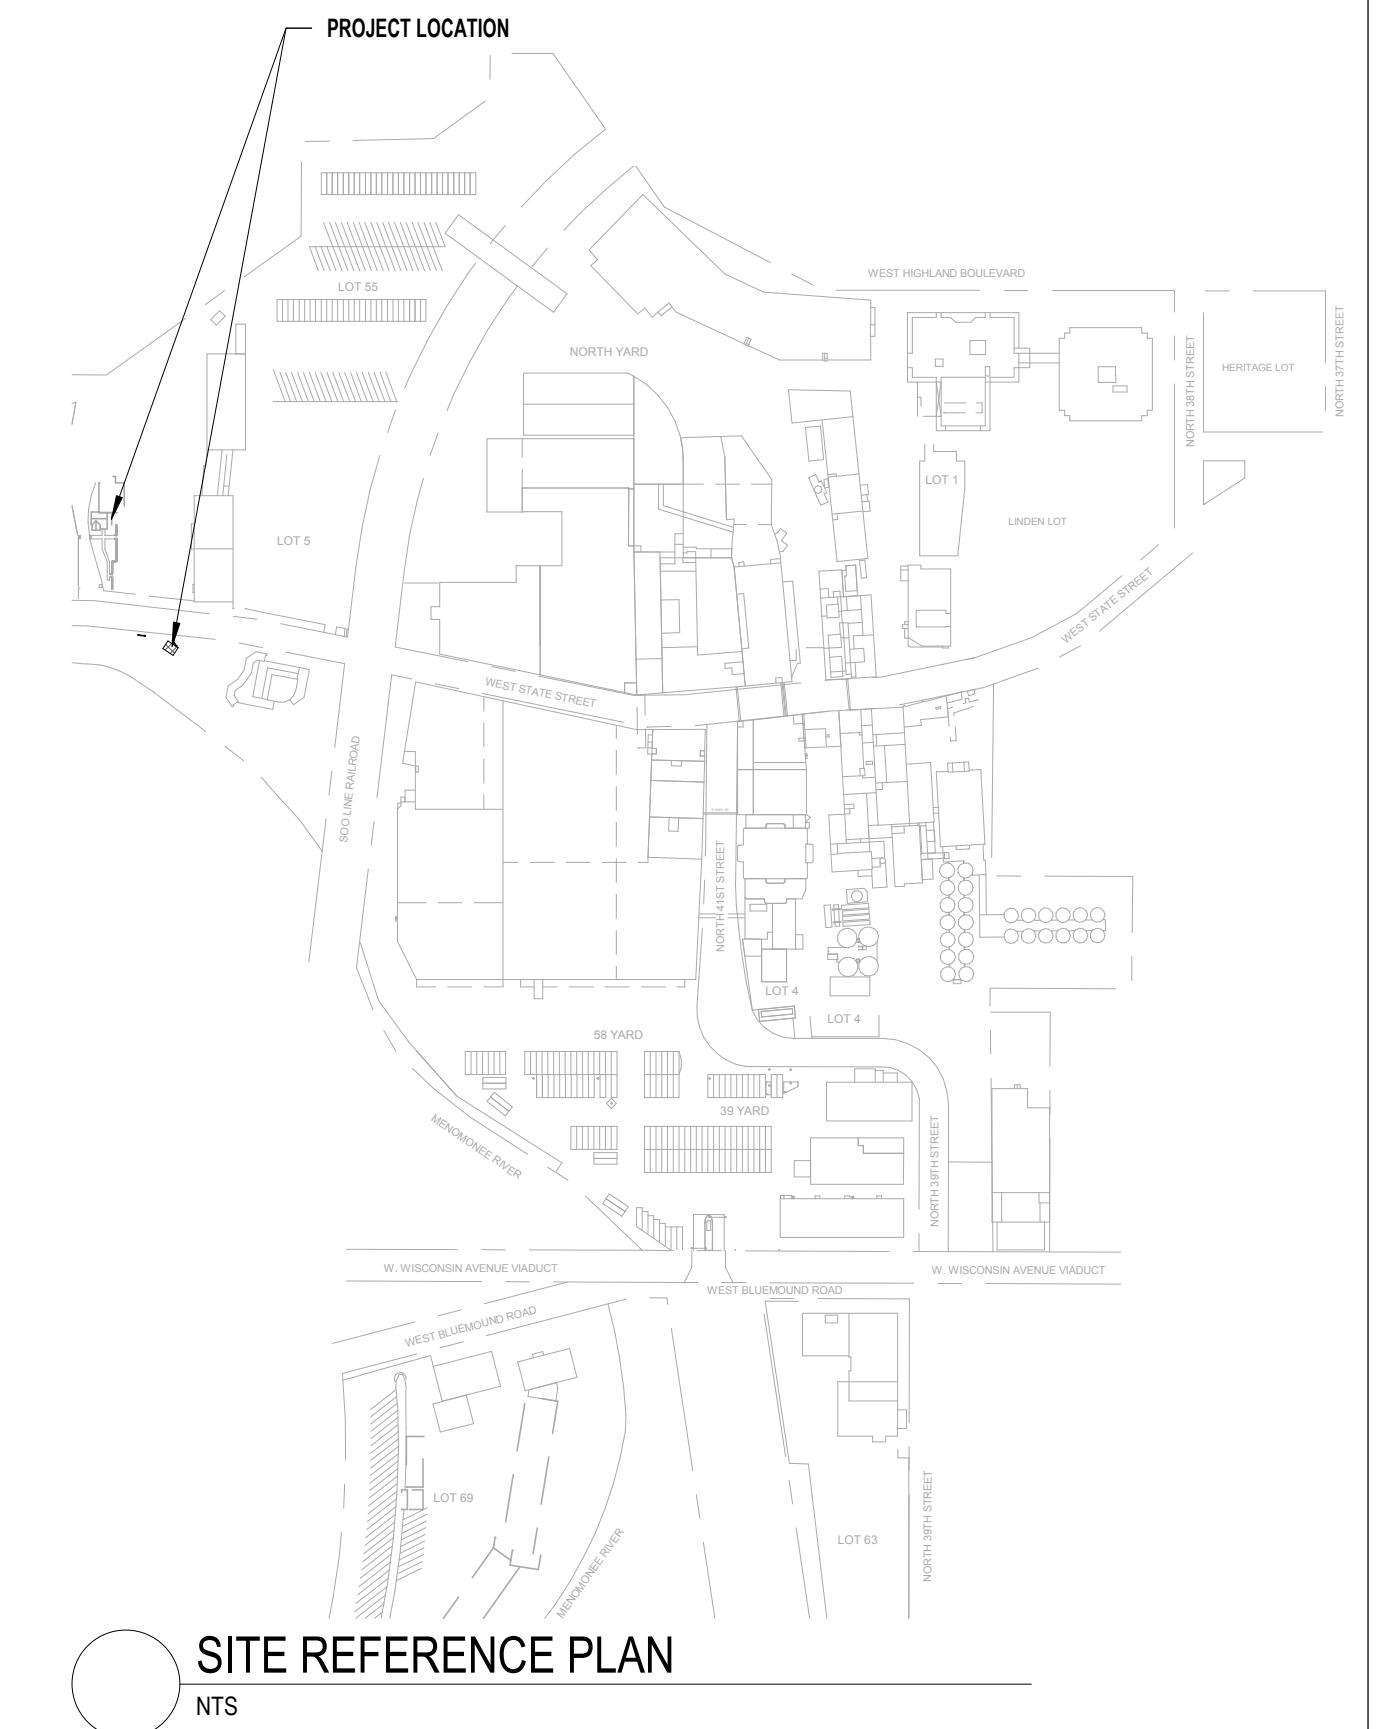 PROJECT LOCATION
WEST HIGHLAND BOULEVARD
LOT 55
NORTH 37TH STREET
NORTH YARD
NORTH 38TH STREET
HERITAGE LOT
LOT 1
LINDEN LOT
LOT 5
WEST STATE STREET
WEST STATE STREET
SOO LINE RAILROAD
NORTH 41ST STREET
LOT 4
LOT 4
58 YARD
39 YARD
MENOMONEE RIVER
NORTH 39TH STREET
W. WISCONSIN AVENUE VIADUCT
W. WISCONSIN AVENUE VIADUCT
WEST BLUEMOUND ROAD
WEST BLUEMOUND ROAD
LOT 69
LOT 63
NORTH 39TH STREET
MENOMONEE RIVER
SITE REFERENCE PLAN
NTS